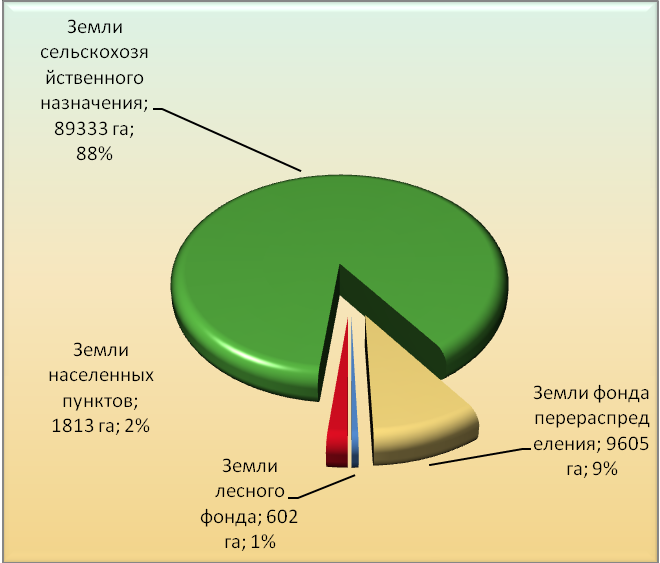 Земли
сельскохозя
йственного
назначения;
89333 га;
88%
Земли
населенных
пунктов;
1813 га; 2%
Земли фонда
перераспред
еления; 9605
га; 9%
Земли
лесного
фонда; 602
га; 1%